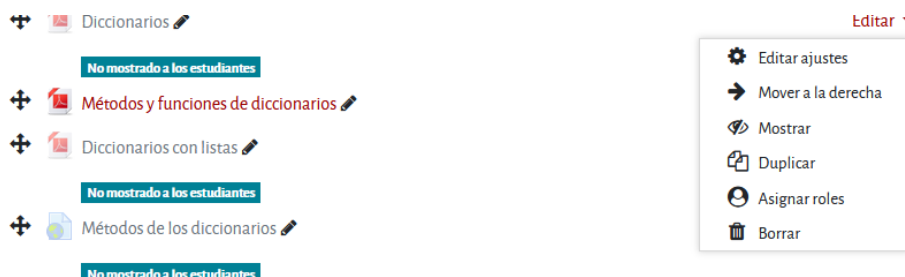 Diccionarios
Editar
No mostrado a los estudiantes
Editar ajustes
Mover a la derecha
Métodos y funciones de diccionarios
Mostrar
Diccionarios con listas
Duplicar
No mostrado a los estudiantes
Asignar roles
Métodos de los diccionarios
Borrar
No mostrado a los estudiantes